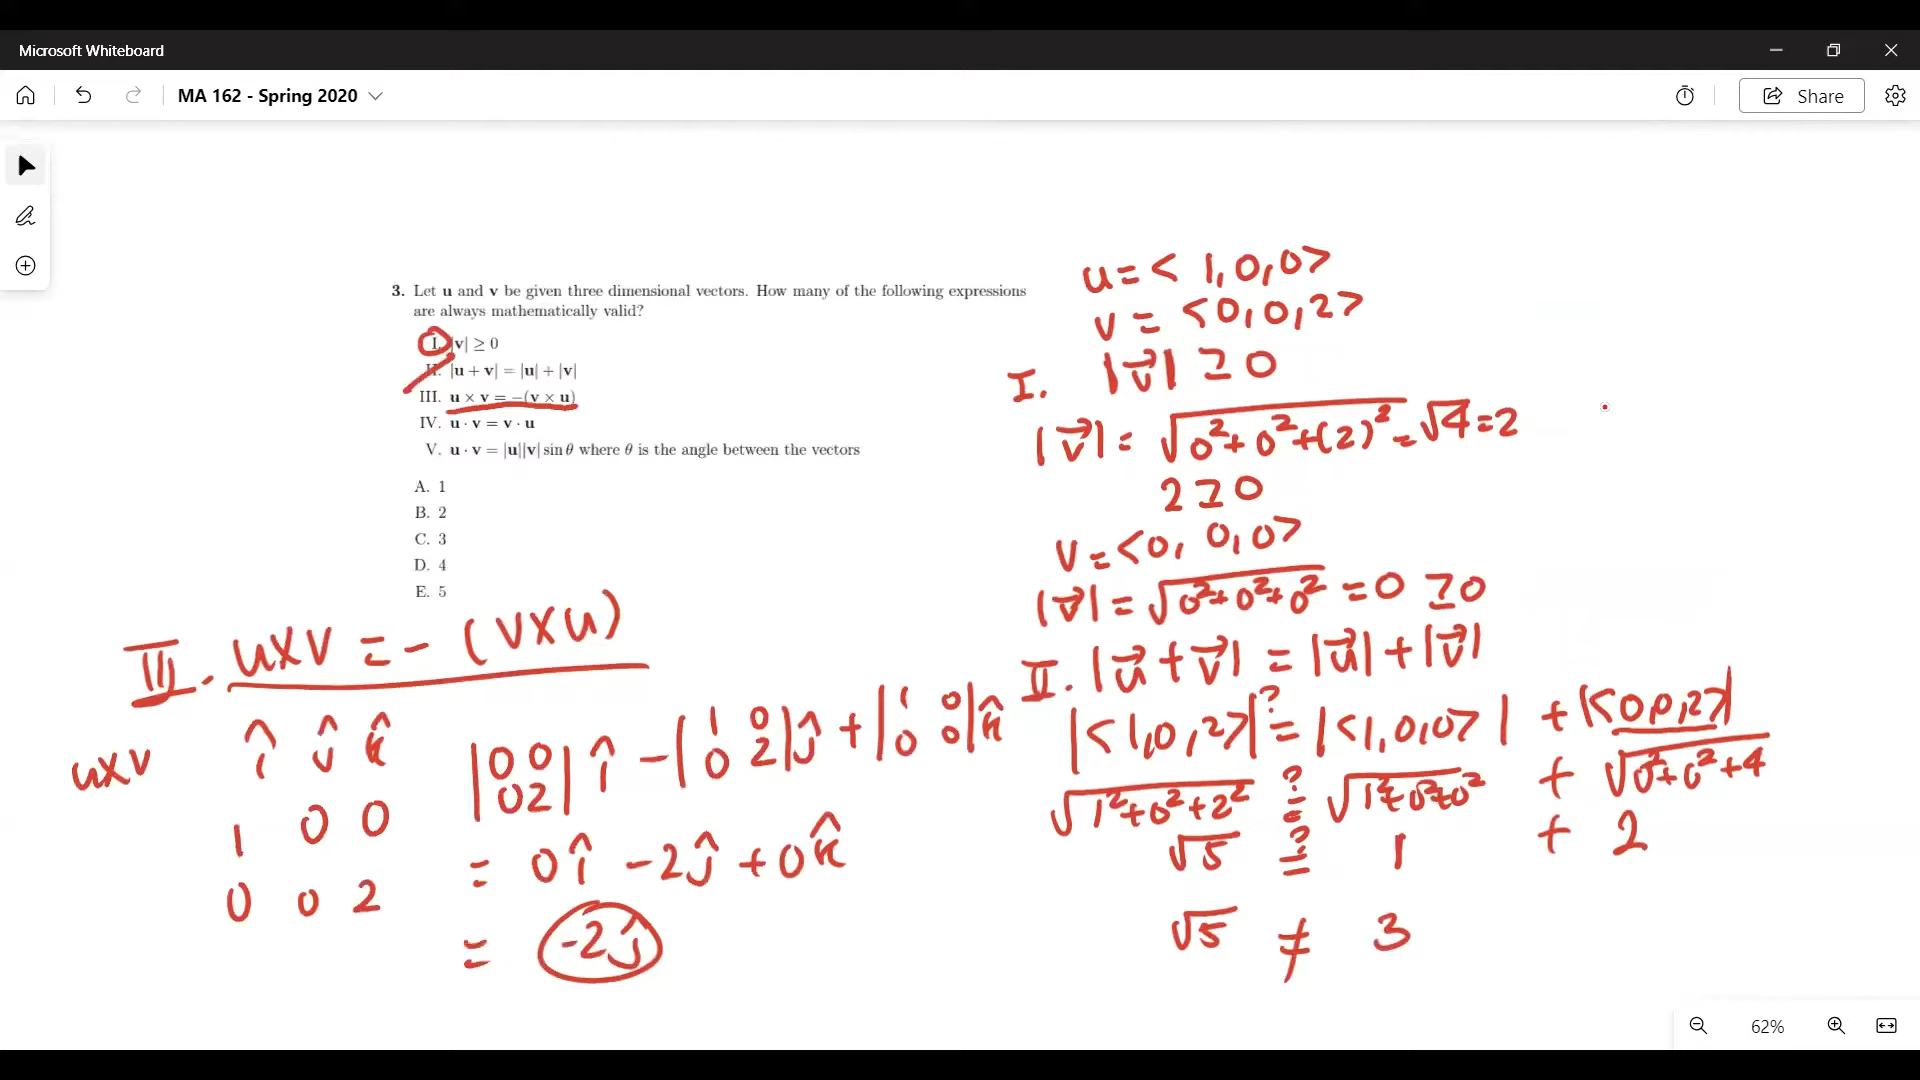 Microsoft Whiteboard
MA 162 - Spring 2020
Share
3. Let u and v be given three dimensional vectors. How many of the following expressions
are always mathematically valid?
I. |v| ≥ 0
II. |u + v| = |u| + |v|
III. u × v = −(v × u)
IV. u · v = v · u
V. u · v = |u||v| sin θ where θ is the angle between the vectors
A. 1
B. 2
C. 3
D. 4
E. 5
u = < 1, 0, 0>
v = <0, 0, 2>
I. |v⃗| ≥ 0
|v⃗| = √(0² + 0² + (2)²) = √4 = 2
2 ≥ 0
v = <0, 0, 0>
|v⃗| = √(0² + 0² + 0²) = 0 ≥ 0
II. |u⃗ + v⃗| = |u⃗| + |v⃗|
|<1, 0, 2>| ?= |<1, 0, 0>| + |<0, 0, 2>|
√(1² + 0² + 2²) ?= √(1² + 0² + 0²) + √(0² + 0² + 4)
√5 ?= 1 + 2
√5 ≠ 3
III. u×v = - (v×u)
u×v î ĵ k̂ |0 0| î - |1 0| ĵ + |1 0| k̂
1 0 0 |0 2| |0 2| |0 0|
= 0î - 2ĵ + 0k̂
0 0 2
= -2ĵ
62%